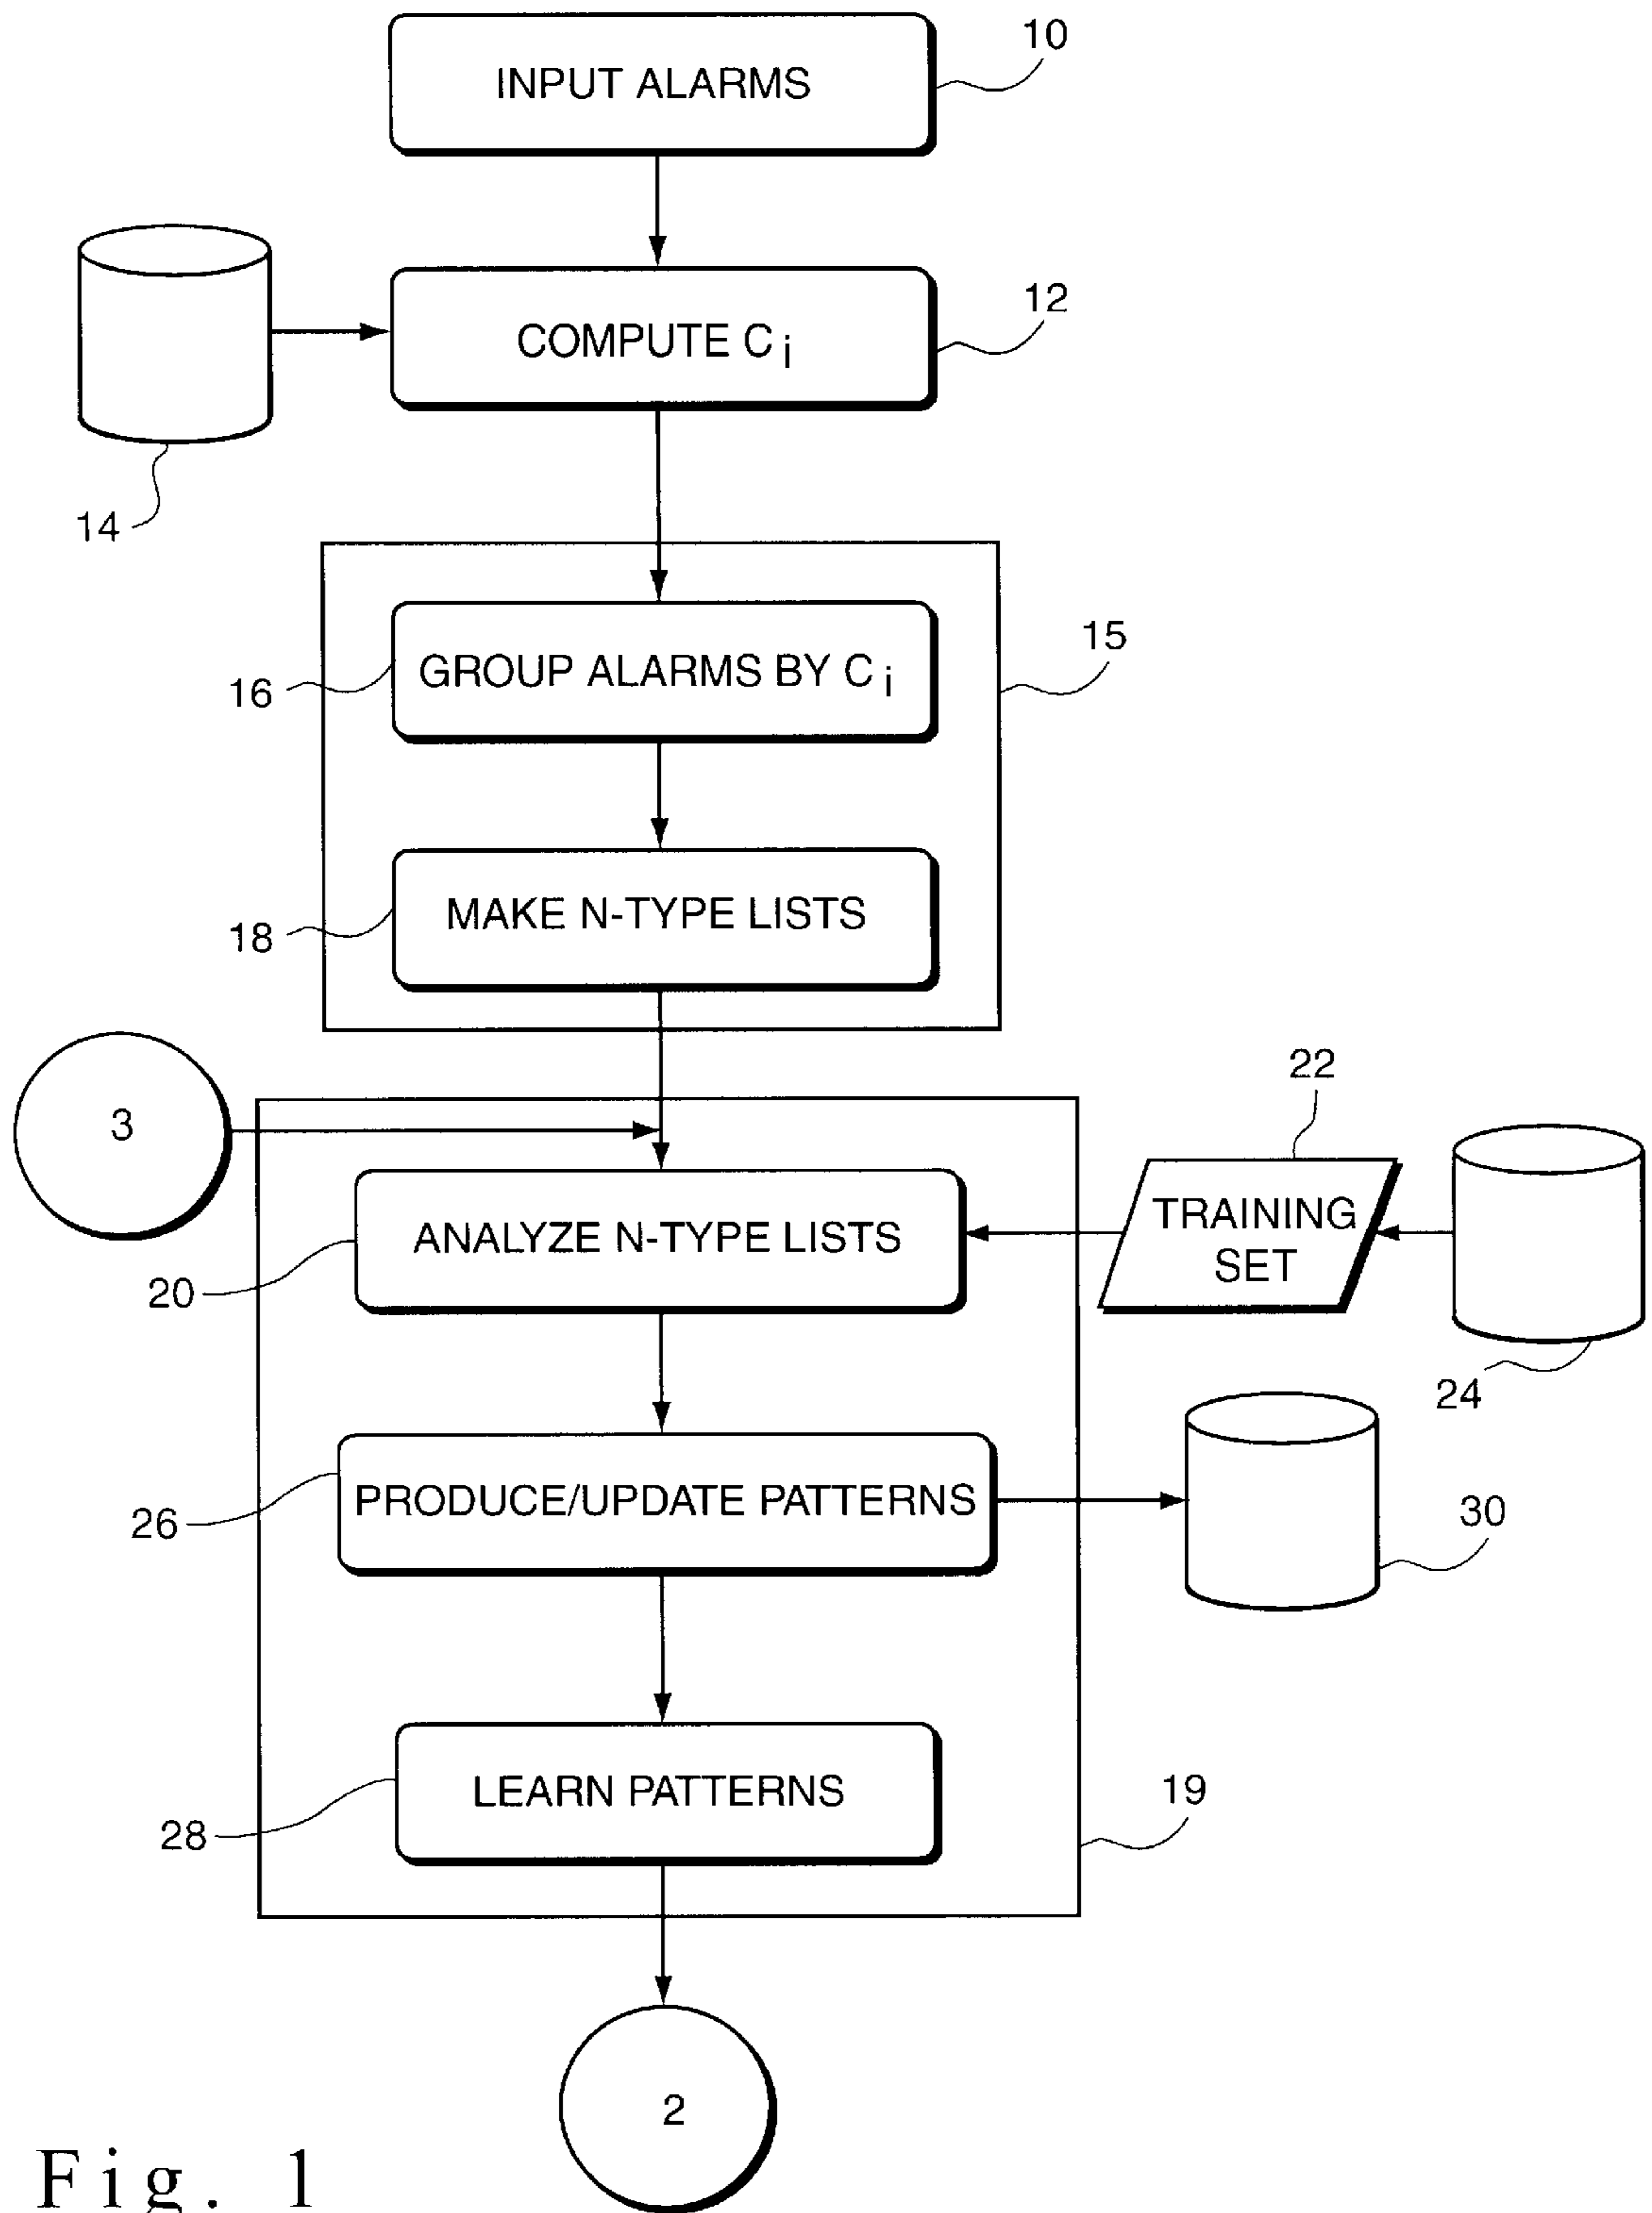 INPUT ALARMS
10
COMPUTE C i
12
14
GROUP ALARMS BY C i
15
16
MAKE N-TYPE LISTS
18
3
22
ANALYZE N-TYPE LISTS
TRAINING
SET
20
24
PRODUCE/UPDATE PATTERNS
26
30
LEARN PATTERNS
19
28
2
Fig. 1